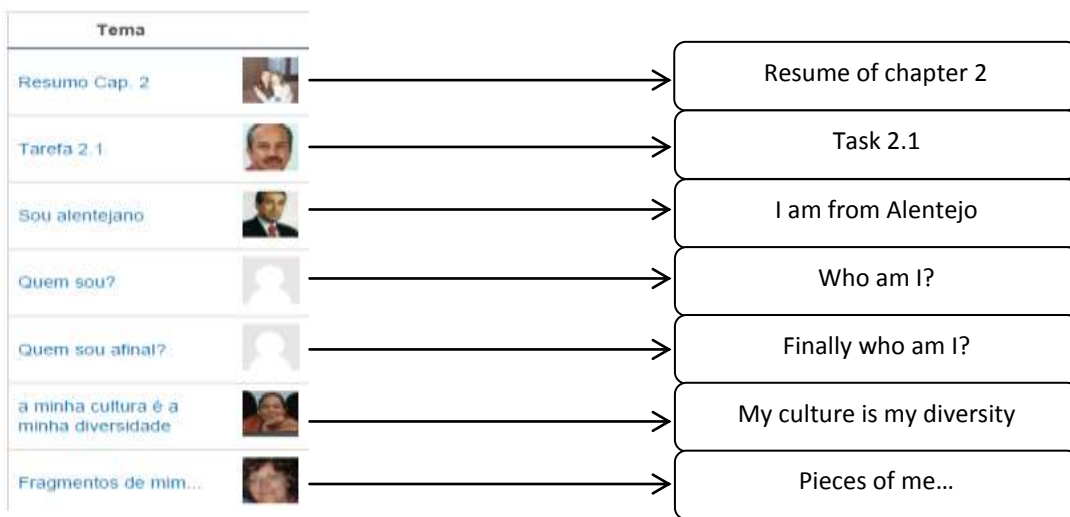 Tema
Resumo Cap. 2
Resume of chapter 2
Tarefa 2.1
Task 2.1
Sou alentejano
I am from Alentejo
Quem sou?
Who am I?
Quem sou afinal?
Finally who am I?
a minha cultura é a
minha diversidade
My culture is my diversity
Fragmentos de mim...
Pieces of me…